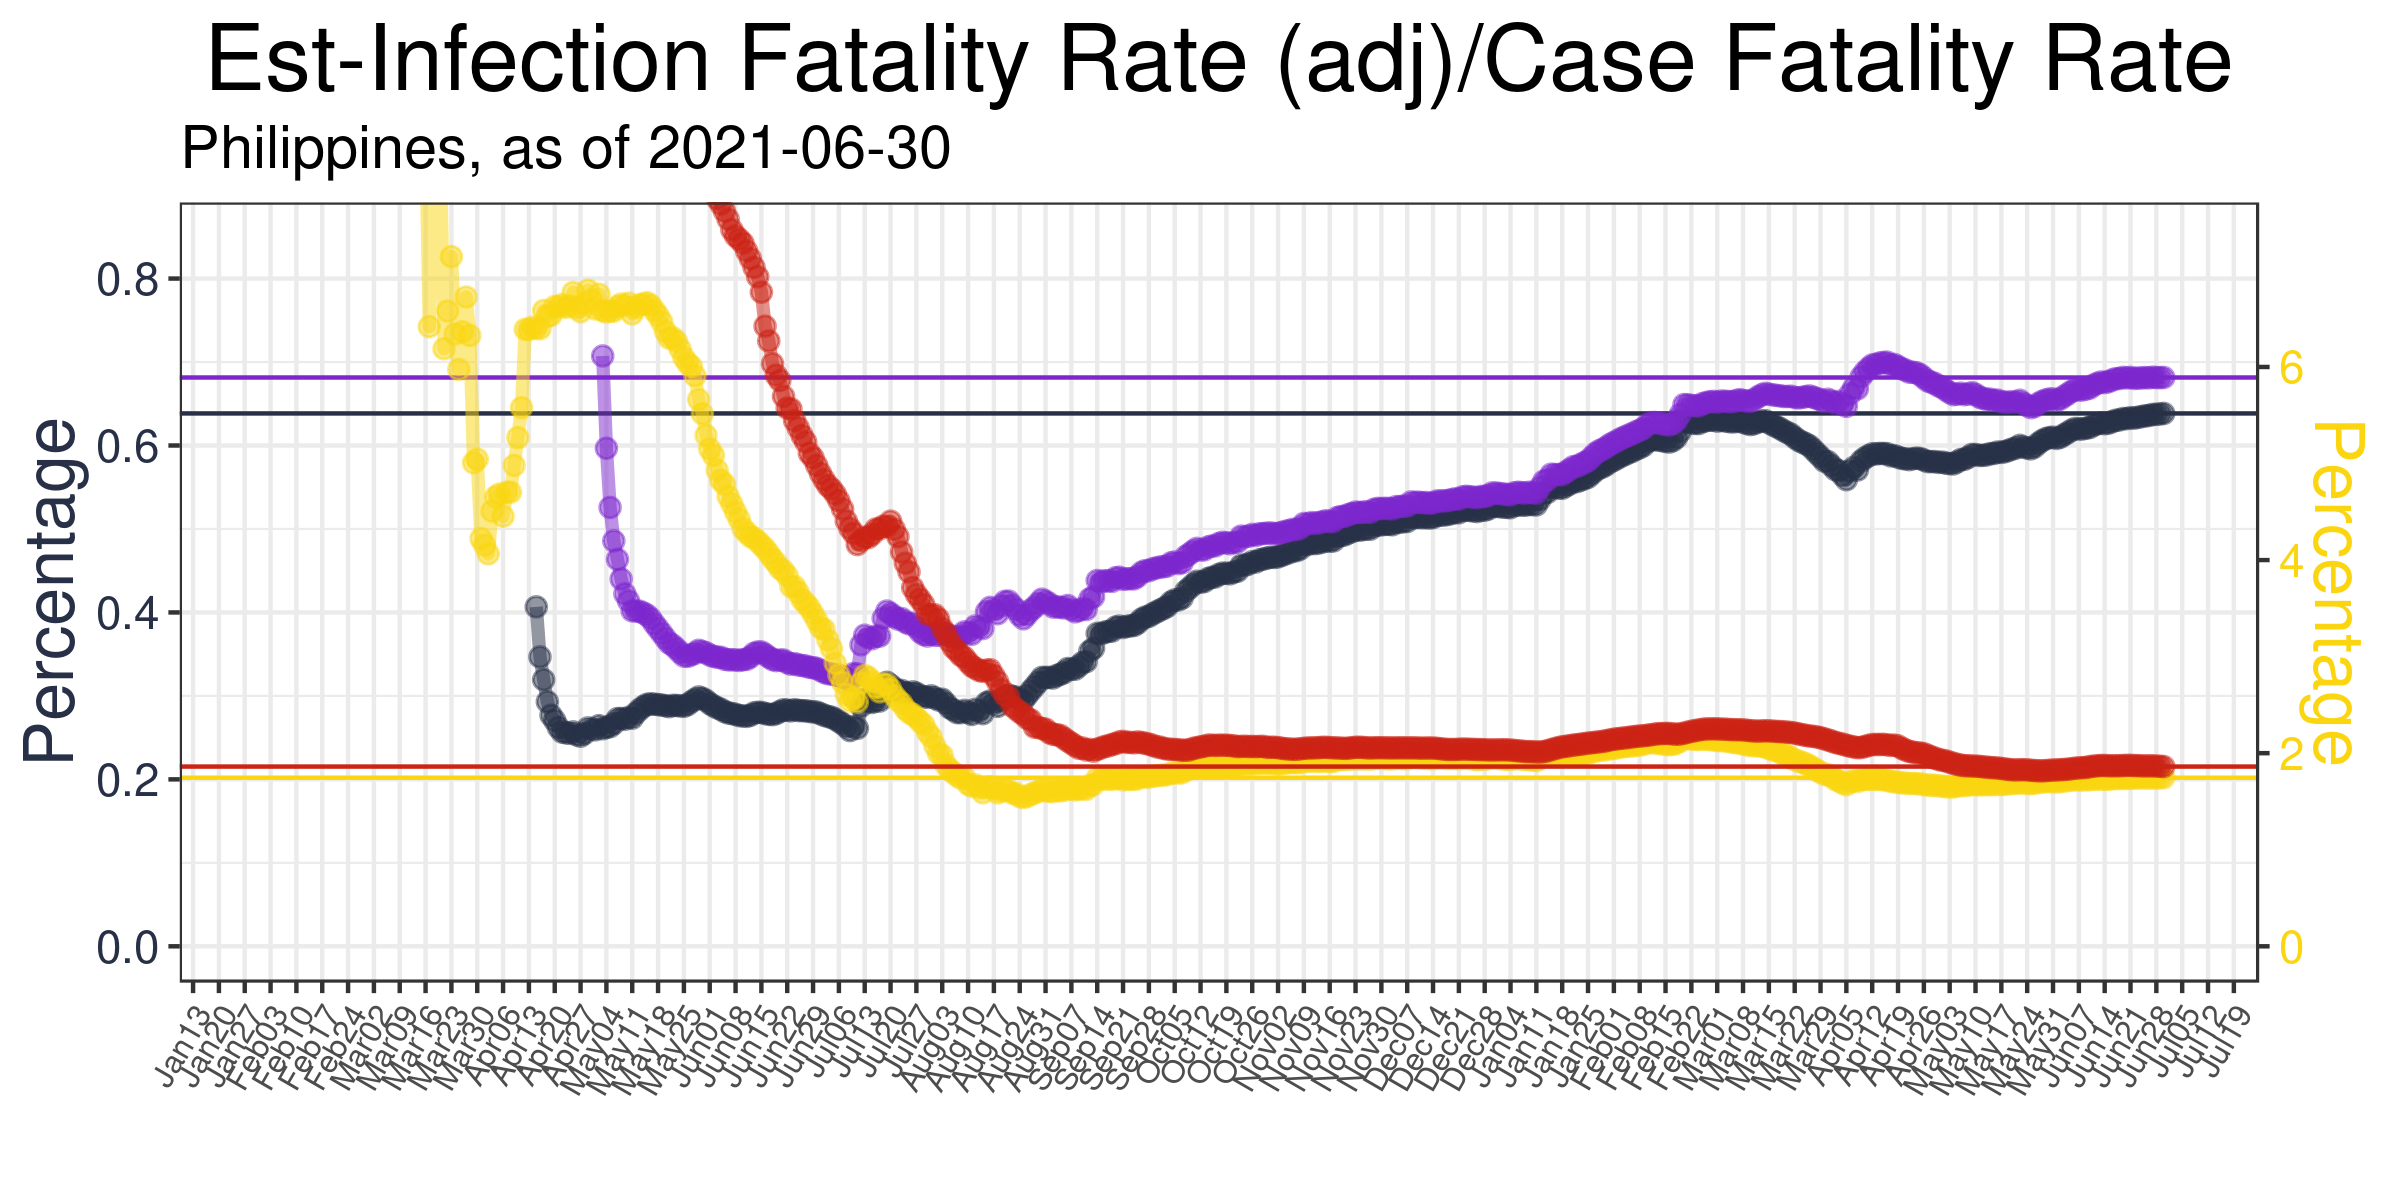 Est-Infection Fatality Rate (adj)/Case Fatality Rate
Philippines, as of 2021-06-30
Percentage
0.8
0.6
0.4
0.2
0.0
6
4
2
0
Percentage
Jan13
Jan20
Jan27
Feb03
Feb10
Feb17
Feb24
Mar02
Mar09
Mar16
Mar23
Mar30
Apr06
Apr13
Apr20
Apr27
May04
May11
May18
May25
Jun01
Jun08
Jun15
Jun22
Jun29
Jul06
Jul13
Jul20
Jul27
Aug03
Aug10
Aug17
Aug24
Aug31
Sep07
Sep14
Sep21
Sep28
Oct05
Oct12
Oct19
Oct26
Nov02
Nov09
Nov16
Nov23
Nov30
Dec07
Dec14
Dec21
Dec28
Jan04
Jan11
Jan18
Jan25
Feb01
Feb08
Feb15
Feb22
Mar01
Mar08
Mar15
Mar22
Mar29
Apr05
Apr12
Apr19
Apr26
May03
May10
May17
May24
May31
Jun07
Jun14
Jun21
Jun28
Jul05
Jul12
Jul19